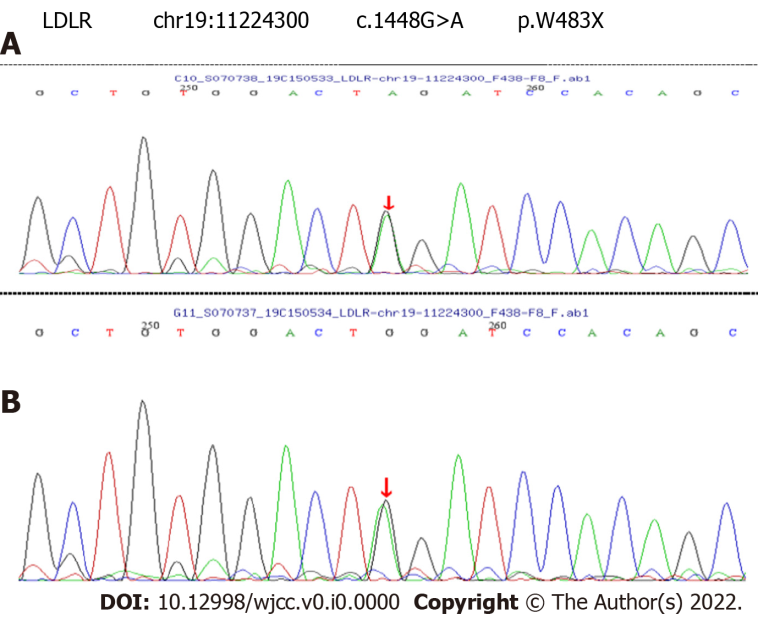 LDLR chr19:11224300 c.1448G>A p.W483X
A
C10_S070738_19C150533_LDLR-chr19-11224300_F438-F8_F.ab1
250 260
G C T G T G G A C T A G A T C C A C A G C
G11_S070737_19C150534_LDLR-chr19-11224300_F438-F8_F.ab1
250 260
G C T G T G G A C T G G A T C C A C A G C
B
DOI: 10.12998/wjcc.v0.i0.0000 Copyright © The Author(s) 2022.